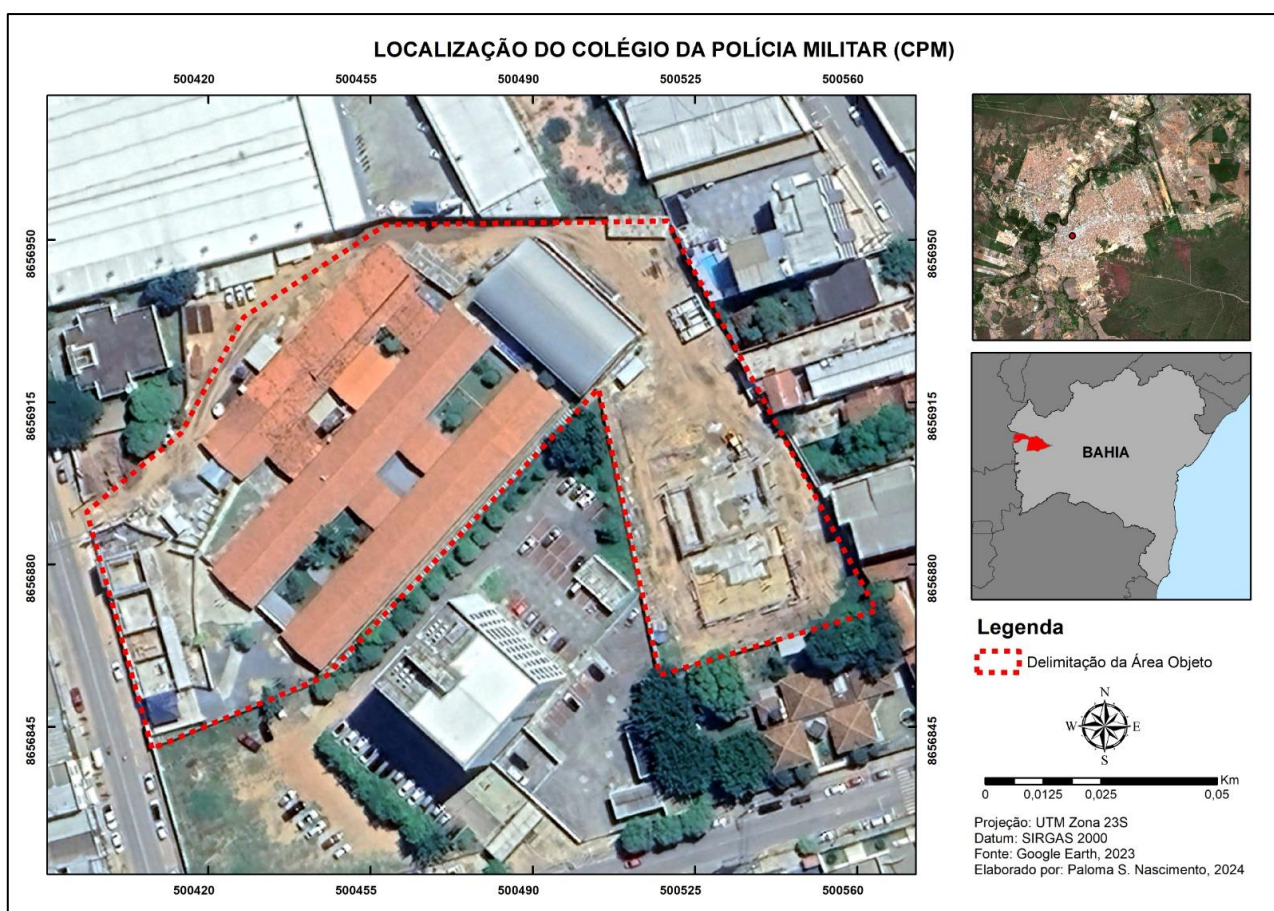 LOCALIZAÇÃO DO COLÉGIO DA POLÍCIA MILITAR (CPM)
500420 500455 500490 500525 500560
8656950 8656950
8656915 8656915
8656880 8656880
8656845 8656845
500420 500455 500490 500525 500560
BAHIA
Legenda
Delimitação da Área Objeto
N
W E
S
Km
0 0,0125 0,025 0,05
Projeção: UTM Zona 23S
Datum: SIRGAS 2000
Fonte: Google Earth, 2023
Elaborado por: Paloma S. Nascimento, 2024